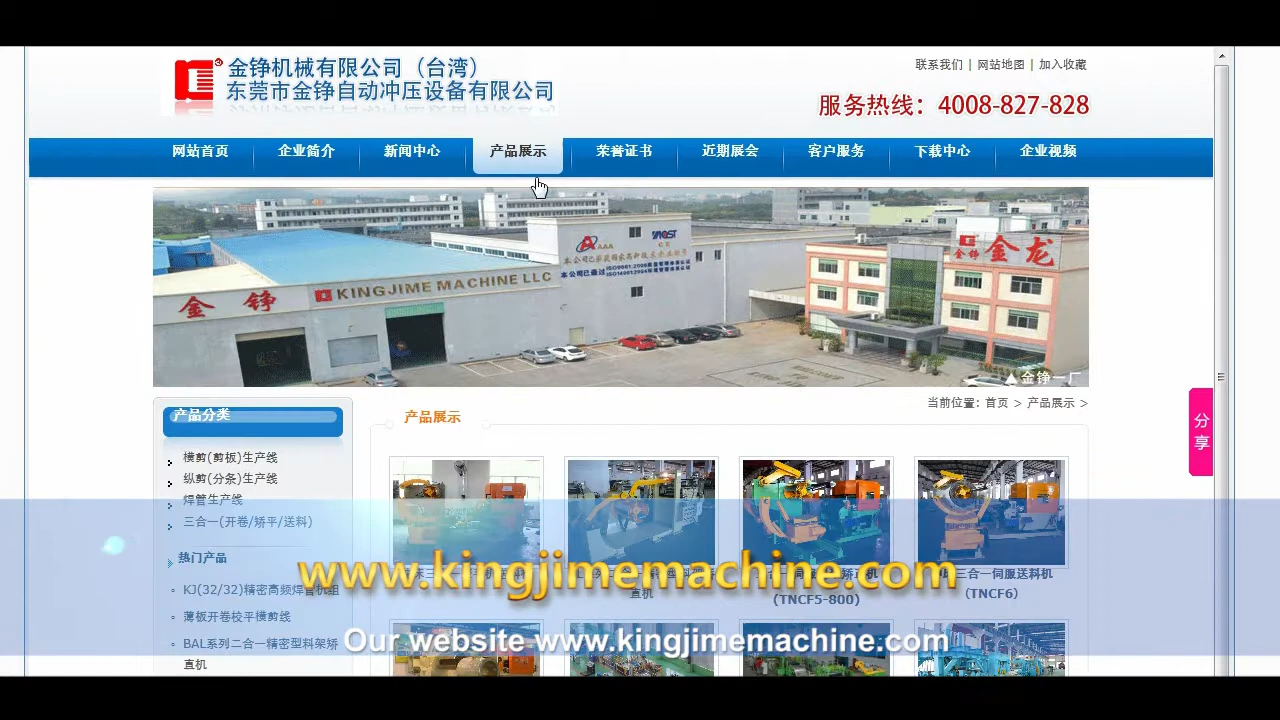 金铮机械有限公司（台湾）
东莞市金铮自动冲压设备有限公司
联系我们 | 网站地图 | 加入收藏
服务热线：4008-827-828
网站首页 企业简介 新闻中心 产品展示 荣誉证书 近期展会 客户服务 下载中心 企业视频
金 铮 KINGJIME MACHINE LLC
AAA
金铮 金龙
▲金铮一厂
产品分类
横剪(剪板)生产线
纵剪(分条)生产线
焊管生产线
三合一(开卷/矫平/送料)
热门产品
KJ(32/32)精密高频焊管机组
薄板开卷校平横剪线
BAL系列二合一精密型料架矫
直机
当前位置：首页 > 产品展示 >
产品展示
直机
(TNCF5-800)
三合一伺服送料机
(TNCF6)
分享
www.kingjimemachine.com
Our website www.kingjimemachine.com